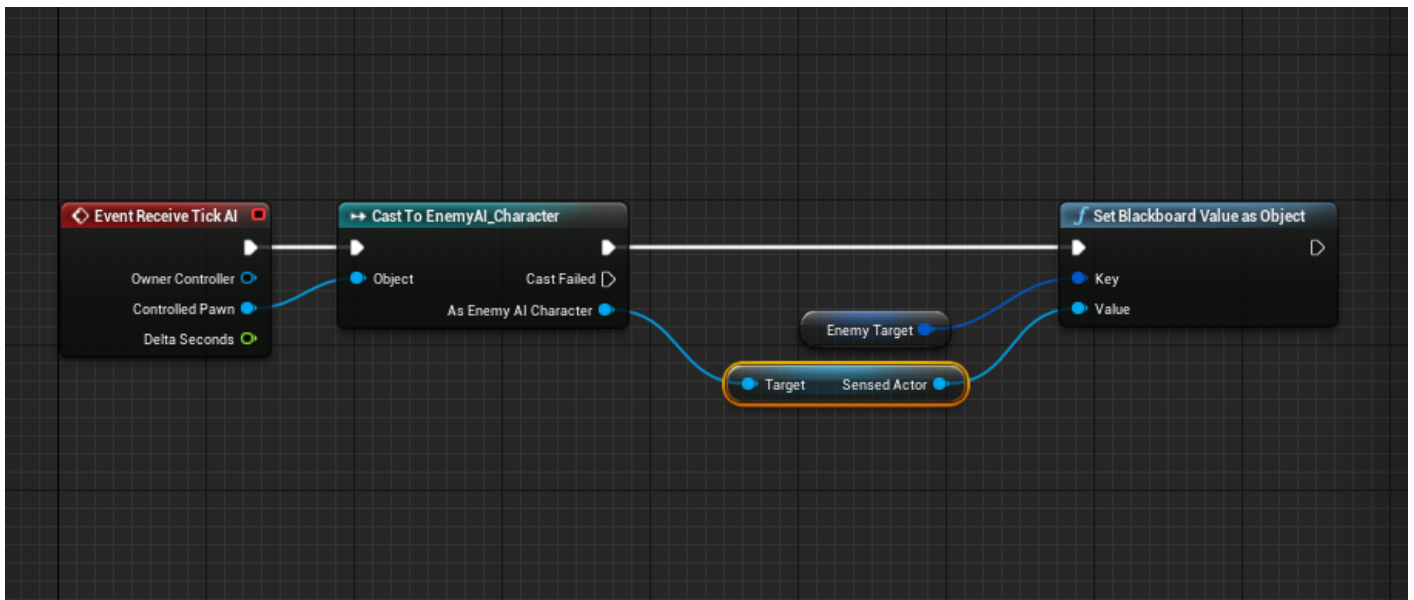 Event Receive Tick AI
Owner Controller
Controlled Pawn
Delta Seconds
Cast To EnemyAI_Character
Object
Cast Failed
As Enemy AI Character
Enemy Target
Target Sensed Actor
f Set Blackboard Value as Object
Key
Value